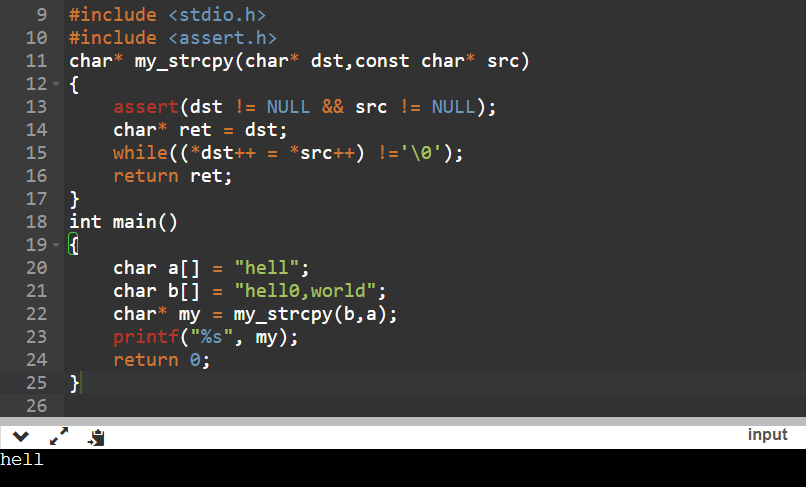 9 #include <stdio.h>
10 #include <assert.h>
11 char* my_strcpy(char* dst,const char* src)
12 {
13     assert(dst != NULL && src != NULL);
14     char* ret = dst;
15     while((*dst++ = *src++) !='\0');
16     return ret;
17 }
18 int main()
19 {
20     char a[] = "hell";
21     char b[] = "hell0,world";
22     char* my = my_strcpy(b,a);
23     printf("%s", my);
24     return 0;
25 }
26
input
hell